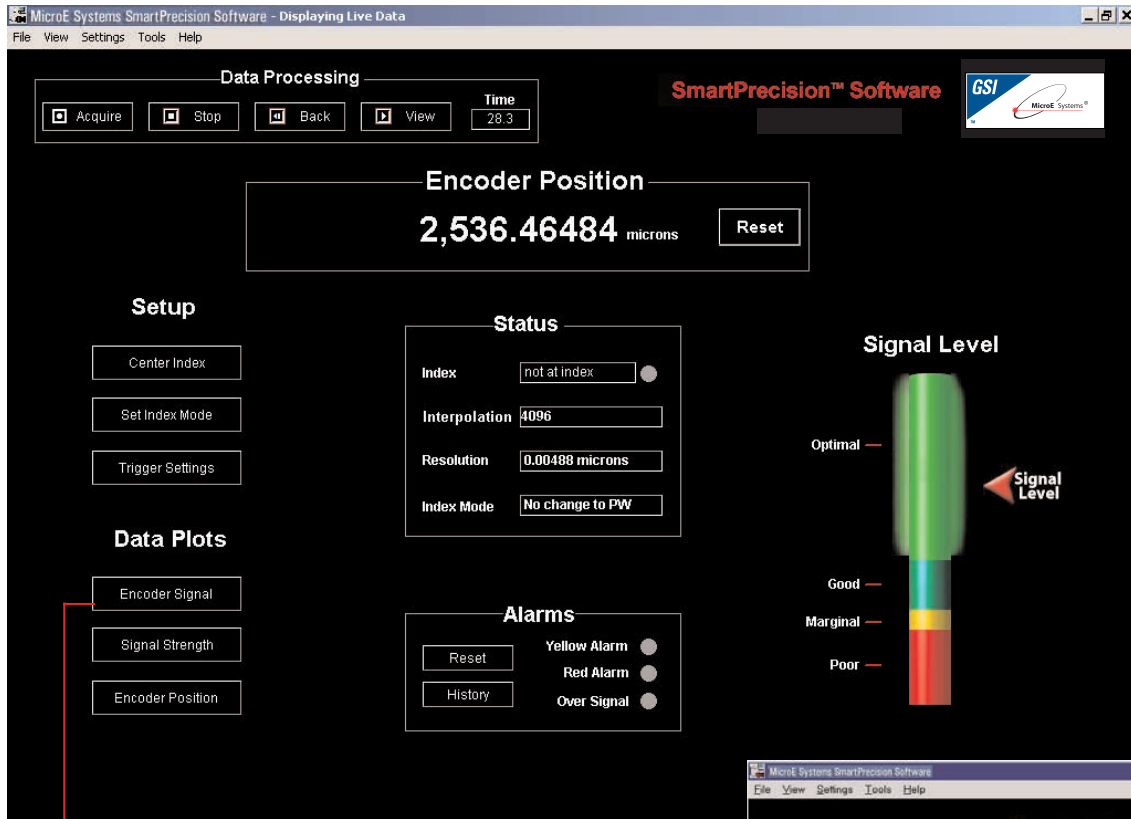 MicroE Systems SmartPrecision Software - Displaying Live Data
File View Settings Tools Help
Data Processing
Acquire Stop Back View
Time
28.3
SmartPrecision™ Software
GSI
MicroE Systems®
Encoder Position
2,536.46484 microns
Reset
Setup
Center Index
Set Index Mode
Trigger Settings
Data Plots
Encoder Signal
Signal Strength
Encoder Position
Status
Index not at index
Interpolation 4096
Resolution 0.00488 microns
Index Mode No change to PW
Alarms
Reset
History
Yellow Alarm
Red Alarm
Over Signal
Signal Level
Optimal
Good
Marginal
Poor
Signal
Level
MicroE Systems SmartPrecision Software
File View Settings Tools Help